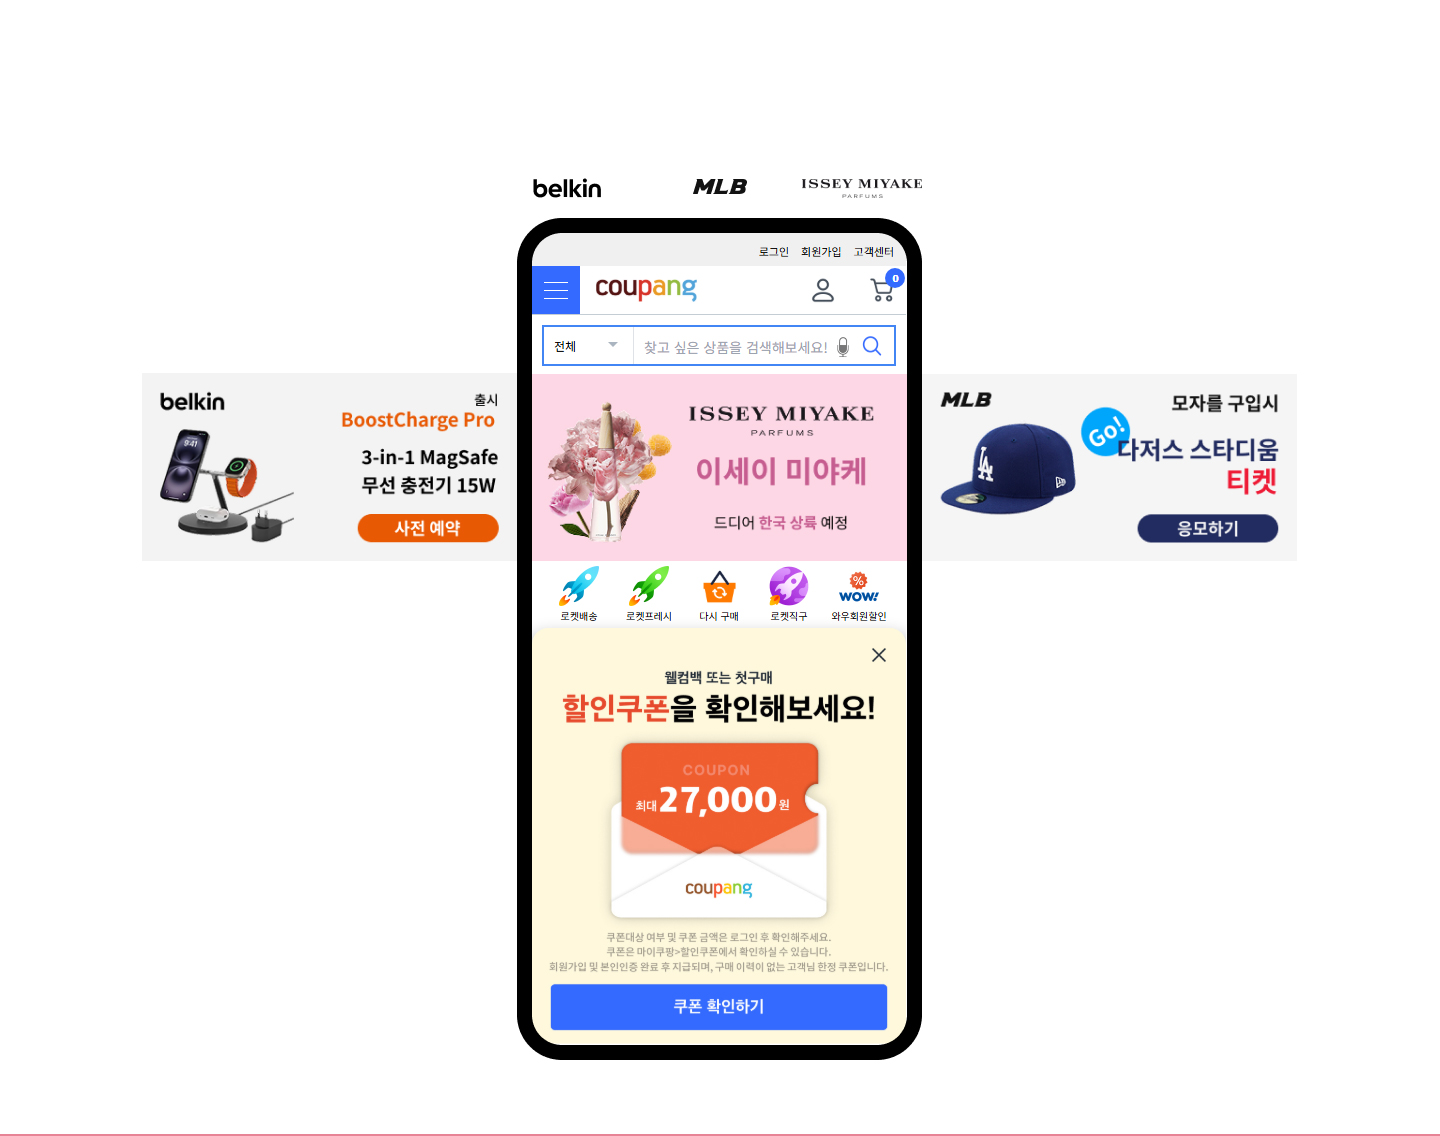 belkin
MLB
ISSEY MIYAKE
PARFUMS
로그인 회원가입 고객센터
coupang
0
전체
찾고 싶은 상품을 검색해보세요!
belkin
출시
BoostCharge Pro
9:41
3-in-1 MagSafe
무선 충전기 15W
사전 예약
ISSEY MIYAKE
PARFUMS
이세이 미야케
드디어 한국 상륙 예정
MLB
모자를 구입시
Go!
다저스 스타디움
티켓
LA
응모하기
로켓배송
로켓프레시
다시 구매
로켓직구
%
WOW!
와우회원할인
웰컴백 또는 첫구매
할인쿠폰을 확인해보세요!
COUPON
최대 27,000원
coupang
쿠폰대상 여부 및 쿠폰 금액은 로그인 후 확인해주세요.
쿠폰은 마이쿠팡>할인쿠폰에서 확인하실 수 있습니다.
회원가입 및 본인인증 완료 후 지급되며, 구매 이력이 없는 고객님 한정 쿠폰입니다.
쿠폰 확인하기